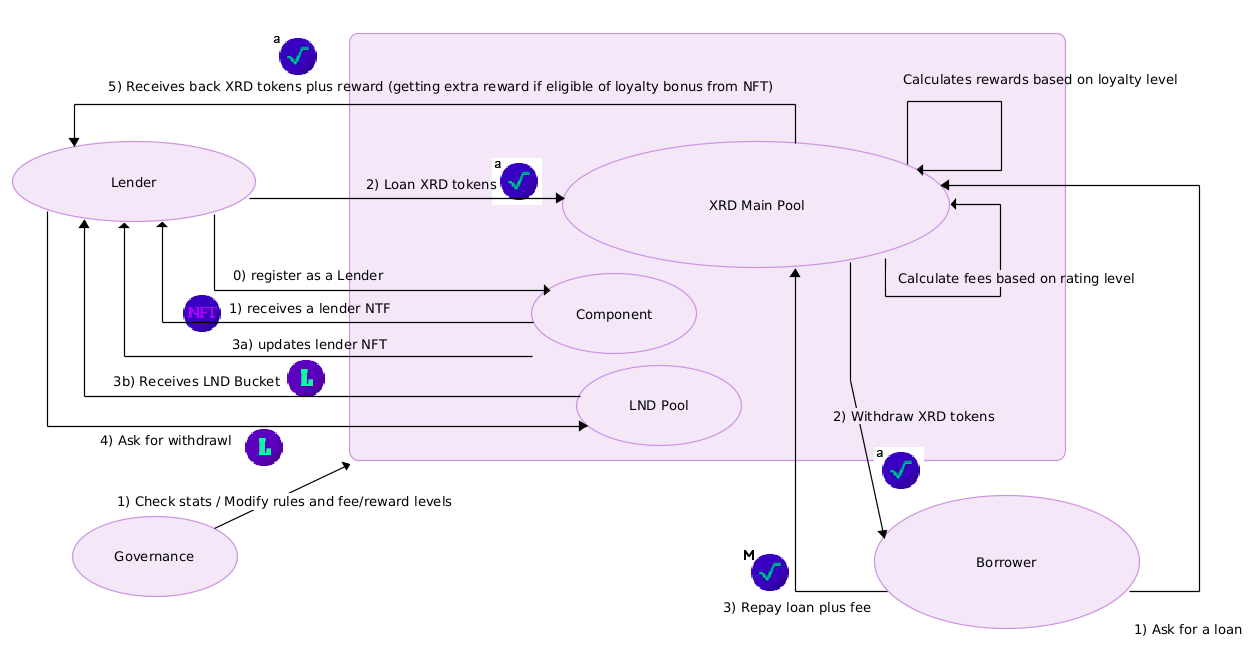 a
5) Receives back XRD tokens plus reward (getting extra reward if eligible of loyalty bonus from NFT)
Calculates rewards based on loyalty level
Lender
a
2) Loan XRD tokens
XRD Main Pool
0) register as a Lender
Calculate fees based on rating level
NFT
1) receives a lender NTF
Component
3a) updates lender NFT
3b) Receives LND Bucket
L
LND Pool
2) Withdraw XRD tokens
4) Ask for withdrawl
L
a
1) Check stats / Modify rules and fee/reward levels
Governance
M
Borrower
3) Repay loan plus fee
1) Ask for a loan